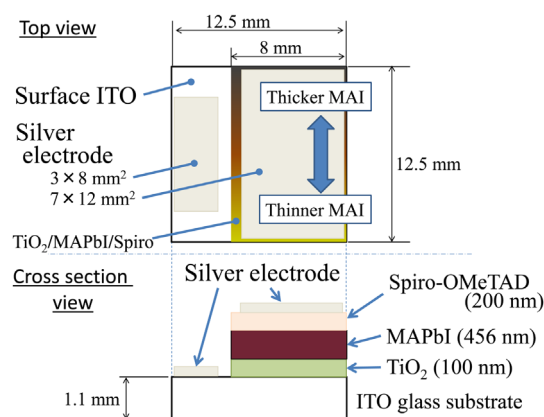 Top view
12.5 mm
8 mm
Surface ITO
Thicker MAI
Silver
electrode
3 × 8 mm²
7 × 12 mm²
12.5 mm
Thinner MAI
TiO₂/MAPbI/Spiro
Cross section
view
Silver electrode
Spiro-OMeTAD
(200 nm)
MAPbI (456 nm)
TiO₂ (100 nm)
1.1 mm
ITO glass substrate